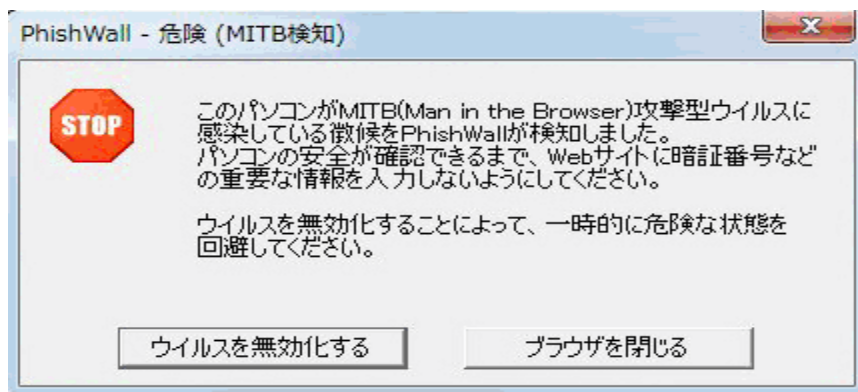 PhishWall - 危険 (MITB検知)
STOP
このパソコンがMITB(Man in the Browser)攻撃型ウイルスに
感染している徴候をPhishWallが検知しました。
パソコンの安全が確認できるまで、Webサイトに暗証番号など
の重要な情報を入力しないようにしてください。
ウイルスを無効化することによって、一時的に危険な状態を
回避してください。
ウイルスを無効化する
ブラウザを閉じる